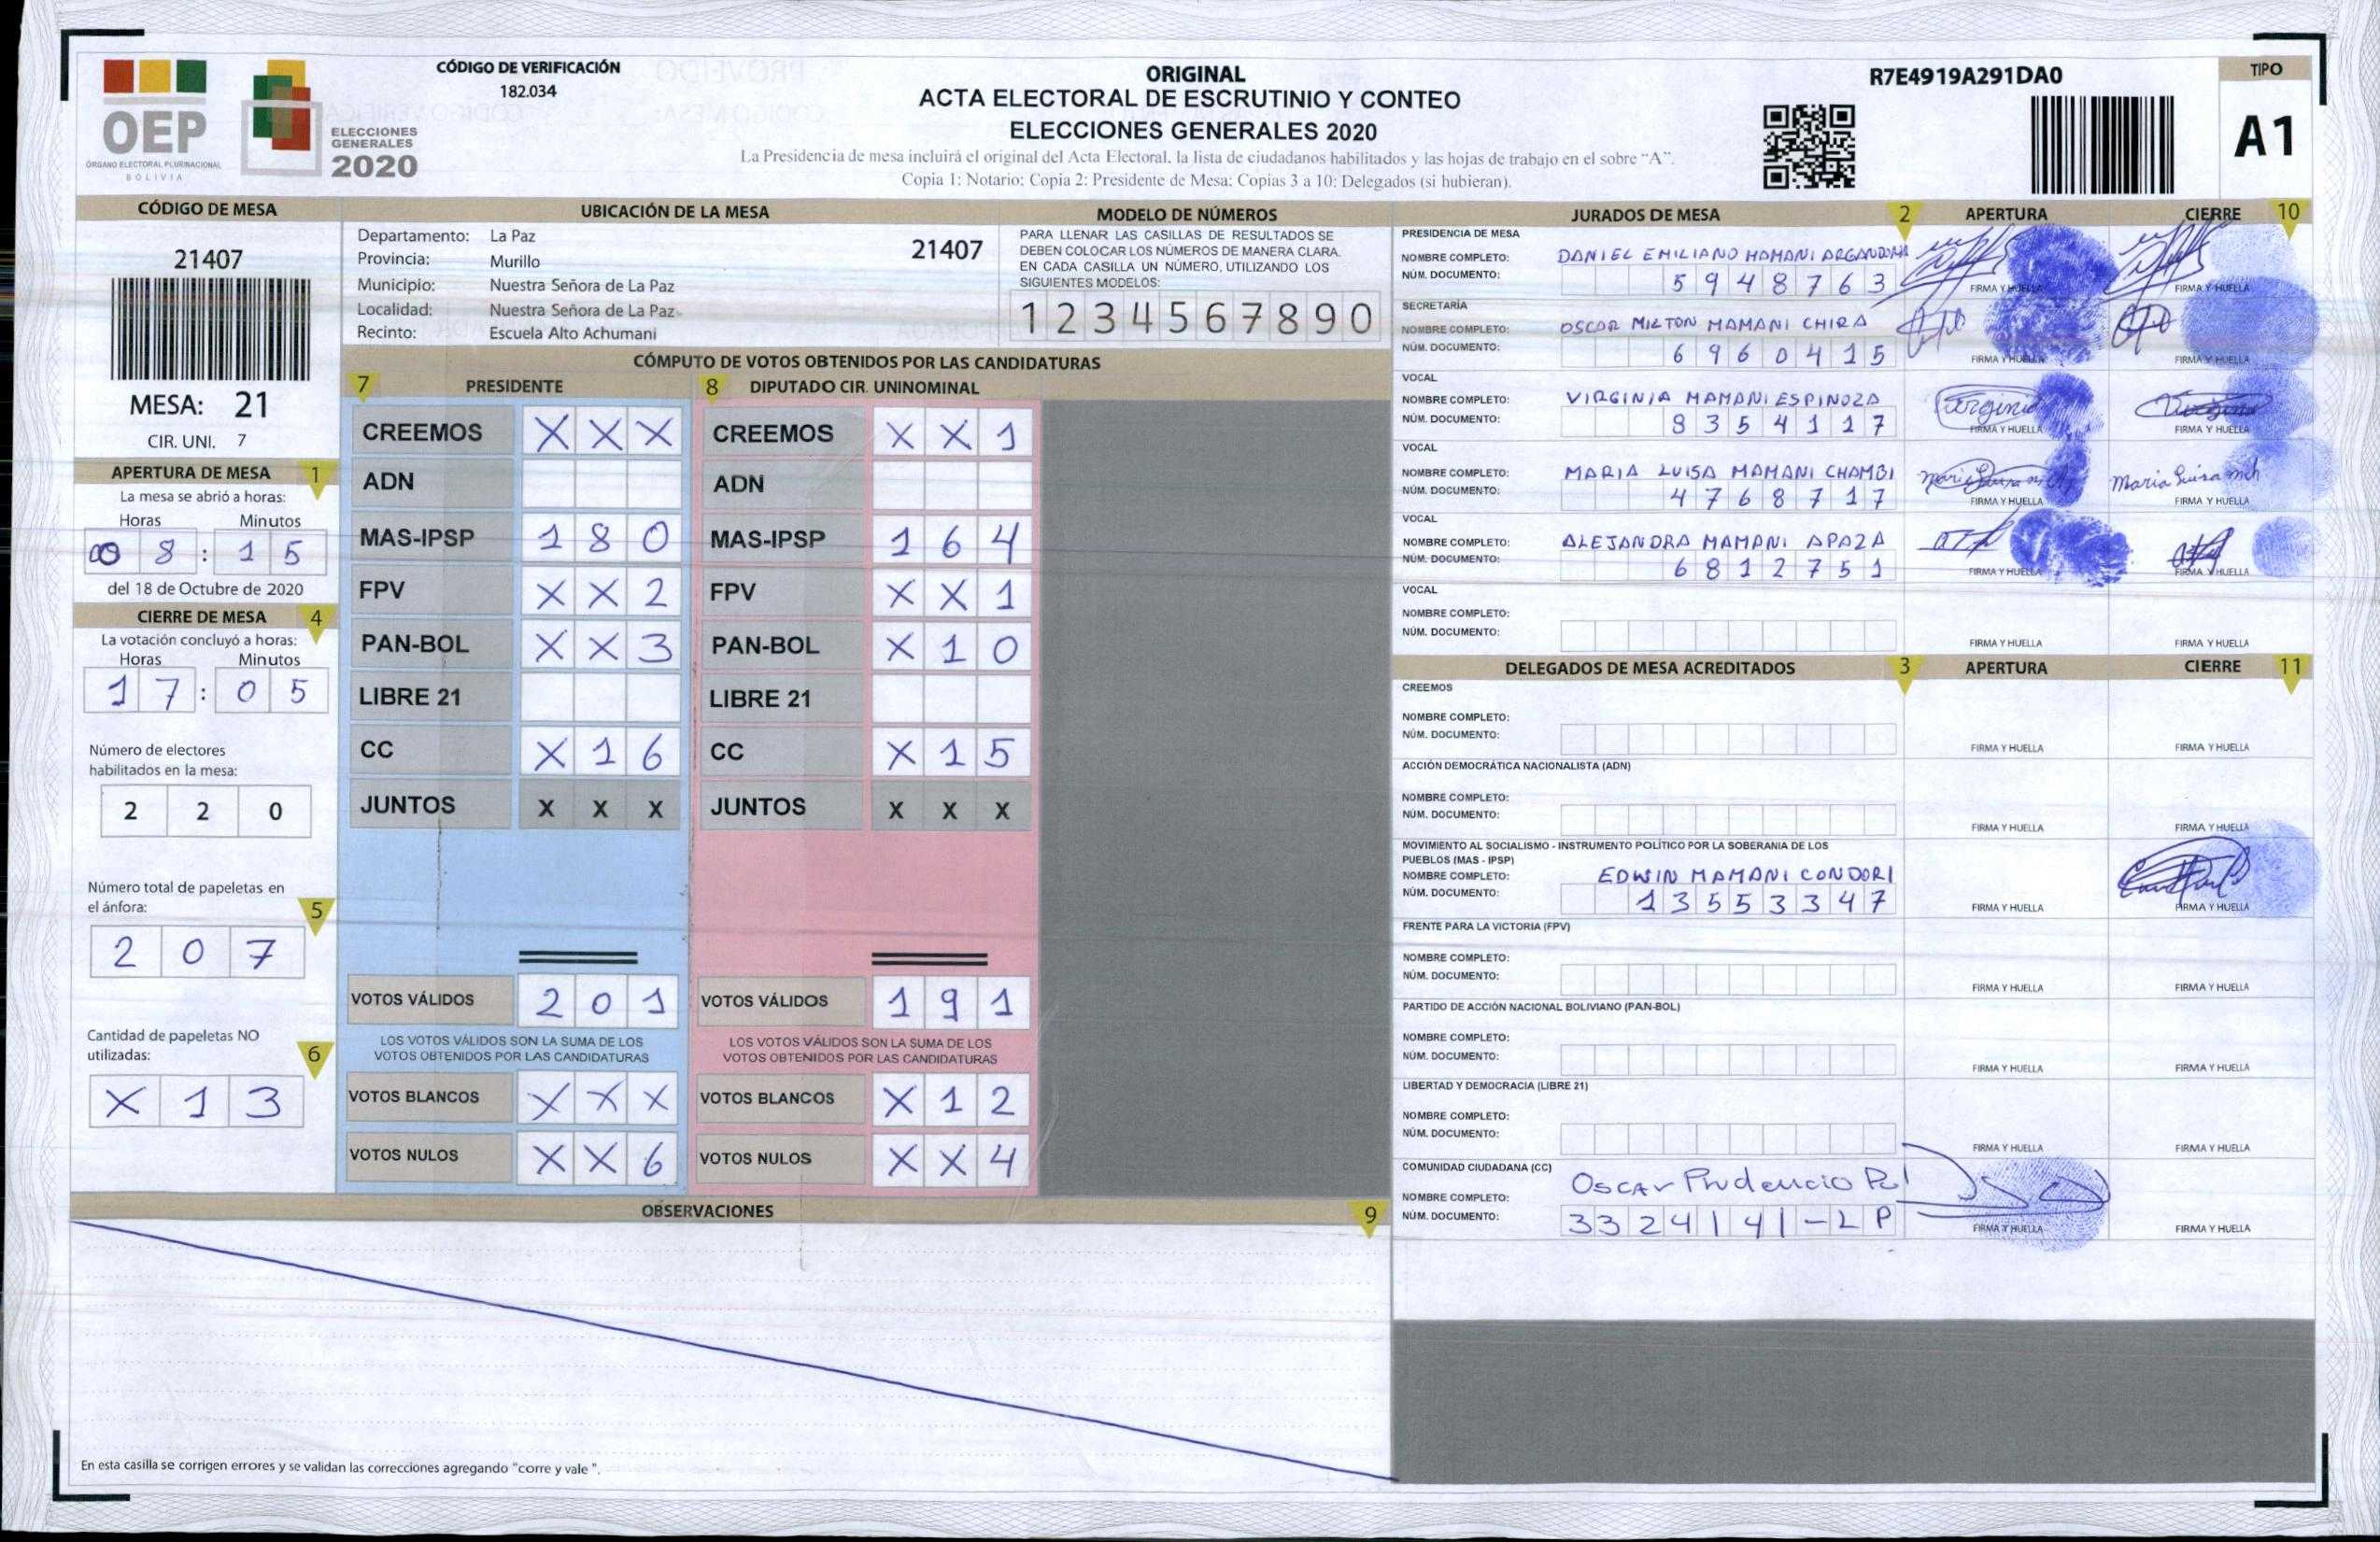 OEP
ÓRGANO ELECTORAL PLURINACIONAL
BOLIVIA
ELECCIONES
GENERALES
2020
CÓDIGO DE VERIFICACIÓN
182.034
ORIGINAL
ACTA ELECTORAL DE ESCRUTINIO Y CONTEO
ELECCIONES GENERALES 2020
La Presidencia de mesa incluirá el original del Acta Electoral, la lista de ciudadanos habilitados y las hojas de trabajo en el sobre "A".
Copia 1: Notario; Copia 2: Presidente de Mesa; Copias 3 a 10: Delegados (si hubieran).
R7E4919A291DA0
TIPO
A1
CÓDIGO DE MESA
21407
MESA: 21
CIR. UNI. 7
UBICACIÓN DE LA MESA
Departamento: La Paz
Provincia: Murillo
Municipio: Nuestra Señora de La Paz
Localidad: Nuestra Señora de La Paz
Recinto: Escuela Alto Achumani
21407
MODELO DE NÚMEROS
PARA LLENAR LAS CASILLAS DE RESULTADOS SE
DEBEN COLOCAR LOS NÚMEROS DE MANERA CLARA.
EN CADA CASILLA UN NÚMERO, UTILIZANDO LOS
SIGUIENTES MODELOS:
1 2 3 4 5 6 7 8 9 0
APERTURA DE MESA 1
La mesa se abrió a horas:
Horas Minutos
0 8 : 1 5
del 18 de Octubre de 2020
CIERRE DE MESA 4
La votación concluyó a horas:
Horas Minutos
1 7 : 0 5
Número de electores
habilitados en la mesa:
2 2 0
Número total de papeletas en
el ánfora: 5
2 0 7
Cantidad de papeletas NO
utilizadas: 6
X 1 3
CÓMPUTO DE VOTOS OBTENIDOS POR LAS CANDIDATURAS
7 PRESIDENTE
CREEMOS X X X
ADN
MAS-IPSP 1 8 0
FPV X X 2
PAN-BOL X X 3
LIBRE 21
CC X 1 6
JUNTOS X X X
VOTOS VÁLIDOS 2 0 1
LOS VOTOS VÁLIDOS SON LA SUMA DE LOS
VOTOS OBTENIDOS POR LAS CANDIDATURAS
VOTOS BLANCOS X X X
VOTOS NULOS X X 6
8 DIPUTADO CIR. UNINOMINAL
CREEMOS X X 1
ADN
MAS-IPSP 1 6 4
FPV X X 1
PAN-BOL X 1 0
LIBRE 21
CC X 1 5
JUNTOS X X X
VOTOS VÁLIDOS 1 9 1
LOS VOTOS VÁLIDOS SON LA SUMA DE LOS
VOTOS OBTENIDOS POR LAS CANDIDATURAS
VOTOS BLANCOS X 1 2
VOTOS NULOS X X 4
OBSERVACIONES 9
En esta casilla se corrigen errores y se validan las correcciones agregando "corre y vale ".
JURADOS DE MESA 2 APERTURA CIERRE 10
PRESIDENCIA DE MESA
NOMBRE COMPLETO: DANIEL EMILIANO MAMANI ARGANDOÑA
NÚM. DOCUMENTO: 5 9 4 8 7 6 3
FIRMA Y HUELLA FIRMA Y HUELLA
SECRETARÍA
NOMBRE COMPLETO: OSCAR MILTON MAMANI CHIRA
NÚM. DOCUMENTO: 6 9 6 0 4 1 5
FIRMA Y HUELLA FIRMA Y HUELLA
VOCAL
NOMBRE COMPLETO: VIRGINIA MAMANI ESPINOZA Virginia
NÚM. DOCUMENTO: 8 3 5 4 1 1 7
FIRMA Y HUELLA FIRMA Y HUELLA
VOCAL
NOMBRE COMPLETO: MARIA LUISA MAMANI CHAMBI Maria Luisa mch
NÚM. DOCUMENTO: 4 7 6 8 7 1 7
FIRMA Y HUELLA FIRMA Y HUELLA
VOCAL
NOMBRE COMPLETO: ALEJANDRA MAMANI APAZA
NÚM. DOCUMENTO: 6 8 1 2 7 5 1
FIRMA Y HUELLA FIRMA Y HUELLA
VOCAL
NOMBRE COMPLETO:
NÚM. DOCUMENTO:
FIRMA Y HUELLA FIRMA Y HUELLA
DELEGADOS DE MESA ACREDITADOS 3 APERTURA CIERRE 11
CREEMOS
NOMBRE COMPLETO:
NÚM. DOCUMENTO:
FIRMA Y HUELLA FIRMA Y HUELLA
ACCIÓN DEMOCRÁTICA NACIONALISTA (ADN)
NOMBRE COMPLETO:
NÚM. DOCUMENTO:
FIRMA Y HUELLA FIRMA Y HUELLA
MOVIMIENTO AL SOCIALISMO - INSTRUMENTO POLÍTICO POR LA SOBERANIA DE LOS
PUEBLOS (MAS - IPSP)
NOMBRE COMPLETO: EDWIN MAMANI CONDORI
NÚM. DOCUMENTO: 1 3 5 5 3 3 4 7
FIRMA Y HUELLA FIRMA Y HUELLA
FRENTE PARA LA VICTORIA (FPV)
NOMBRE COMPLETO:
NÚM. DOCUMENTO:
FIRMA Y HUELLA FIRMA Y HUELLA
PARTIDO DE ACCIÓN NACIONAL BOLIVIANO (PAN-BOL)
NOMBRE COMPLETO:
NÚM. DOCUMENTO:
FIRMA Y HUELLA FIRMA Y HUELLA
LIBERTAD Y DEMOCRACIA (LIBRE 21)
NOMBRE COMPLETO:
NÚM. DOCUMENTO:
FIRMA Y HUELLA FIRMA Y HUELLA
COMUNIDAD CIUDADANA (CC)
NOMBRE COMPLETO: Oscar Prudencio
NÚM. DOCUMENTO: 3 3 2 4 1 4 1 - L P
FIRMA Y HUELLA FIRMA Y HUELLA